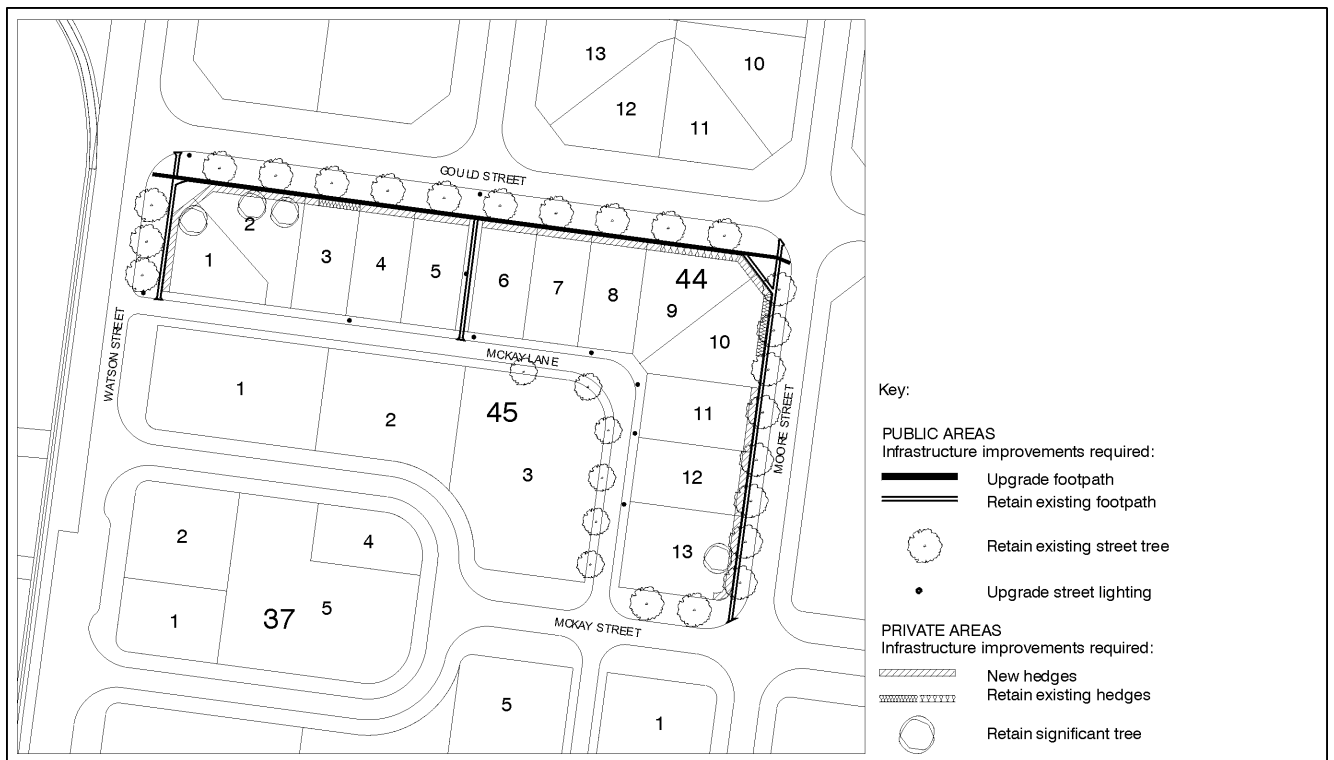 13
10
12
11
GOULD STREET
2
1
3
4
5
6
7
8
44
9
10
WATSON STREET
MCKAY LANE
1
2
45
3
11
12
13
MOORE STREET
2
4
1
37
5
MCKAY STREET
5
1
Key:
PUBLIC AREAS
Infrastructure improvements required:
Upgrade footpath
Retain existing footpath
Retain existing street tree
Upgrade street lighting
PRIVATE AREAS
Infrastructure improvements required:
New hedges
Retain existing hedges
Retain significant tree